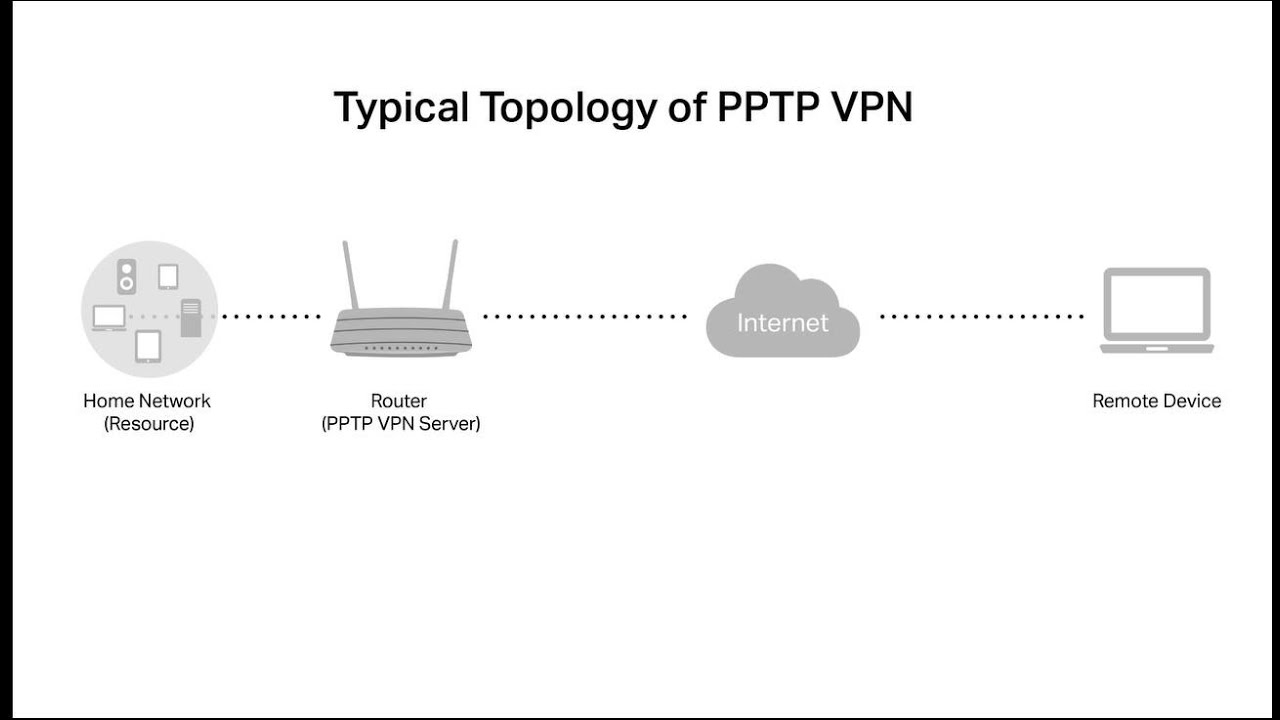 Typical Topology of PPTP VPN
Internet
Home Network
(Resource)
Router
(PPTP VPN Server)
Remote Device